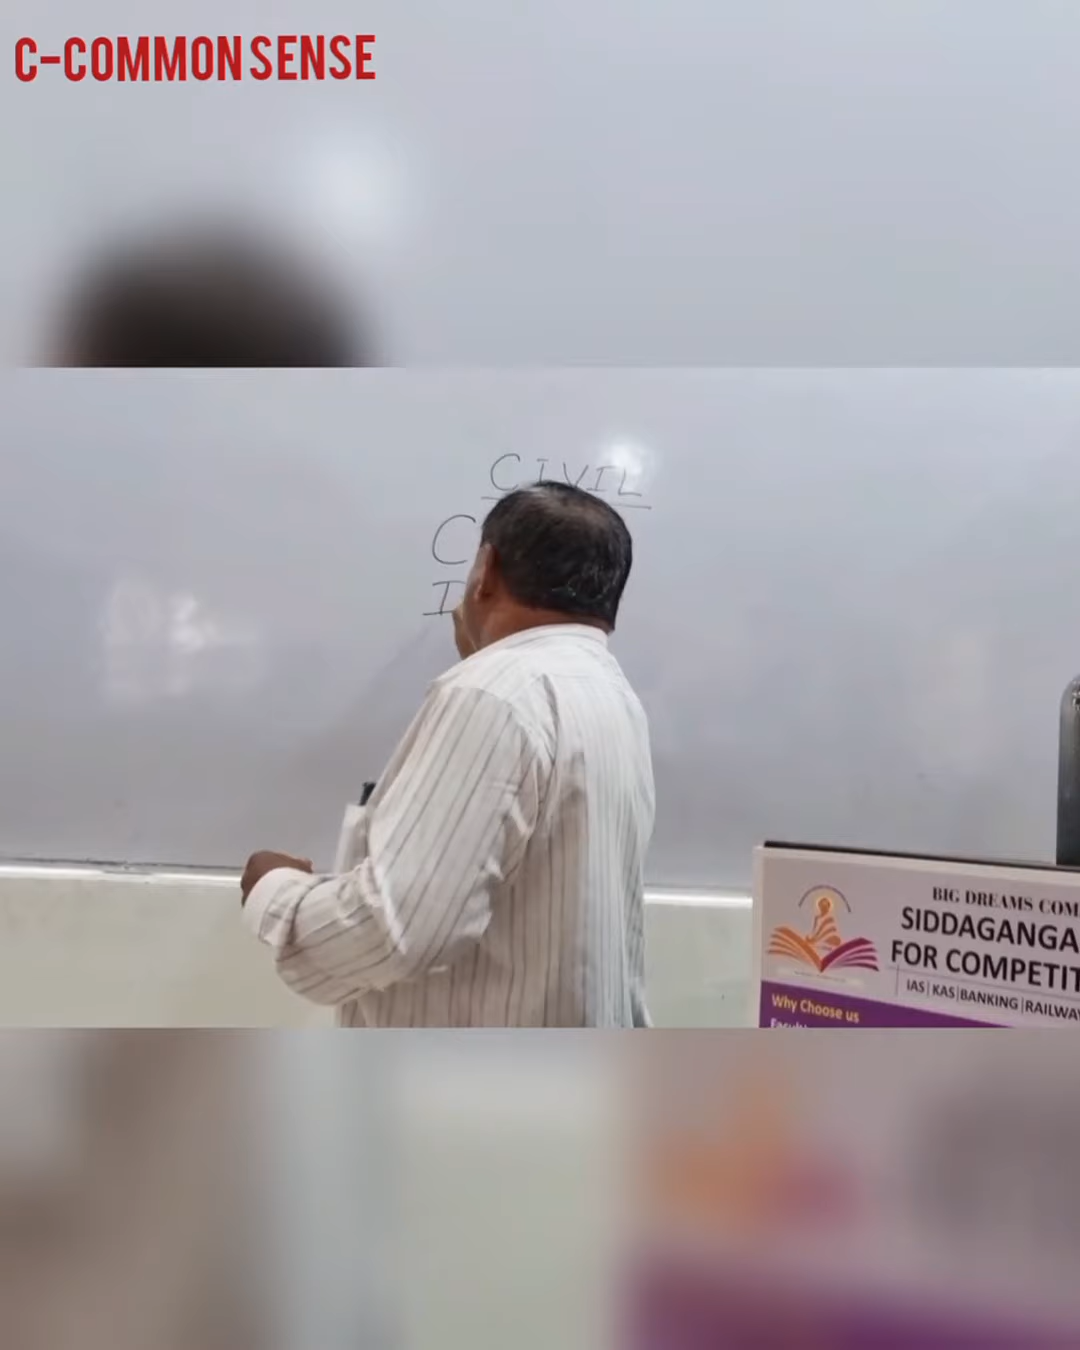 C-COMMON SENSE
CIVIL
C
I
BIG DREAMS COM
SIDDAGANGA
FOR COMPETIT
IAS|KAS|BANKING|RAILWAY
Why Choose us